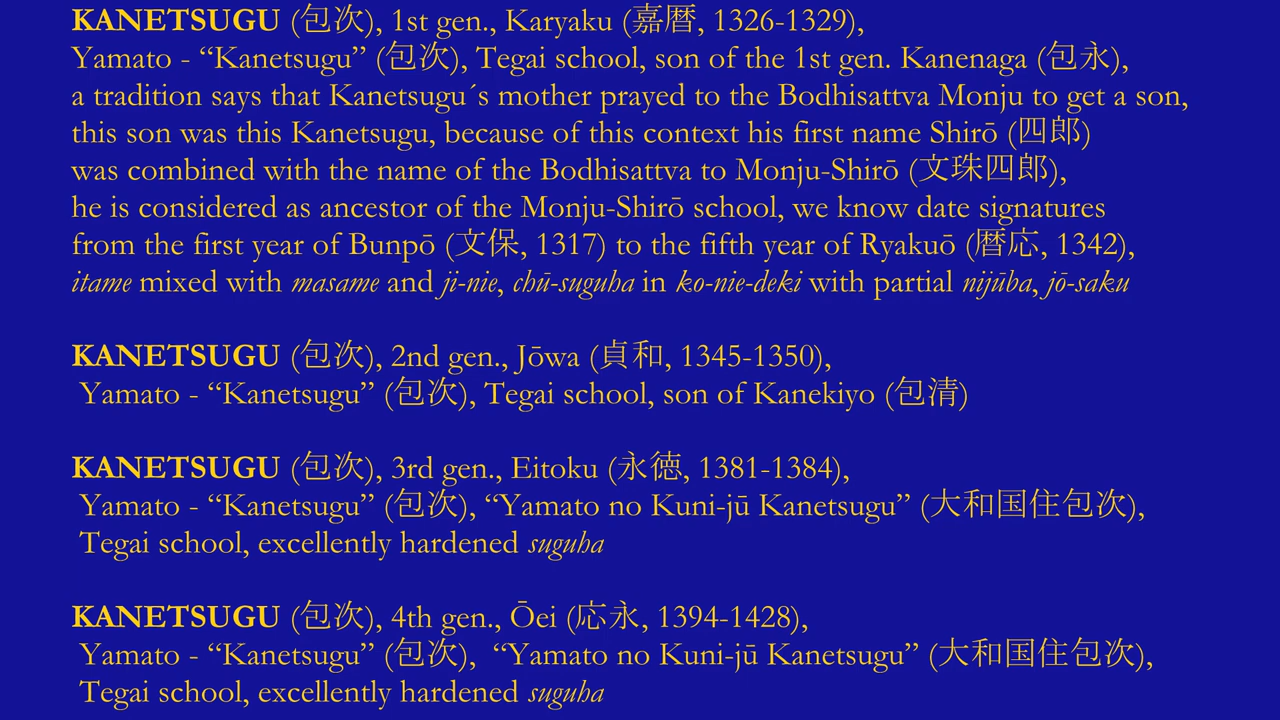 KANETSUGU (包次), 1st gen., Karyaku (嘉暦, 1326-1329),
Yamato - “Kanetsugu” (包次), Tegai school, son of the 1st gen. Kanenaga (包永),
a tradition says that Kanetsugu´s mother prayed to the Bodhisattva Monju to get a son,
this son was this Kanetsugu, because of this context his first name Shirō (四郎)
was combined with the name of the Bodhisattva to Monju-Shirō (文珠四郎),
he is considered as ancestor of the Monju-Shirō school, we know date signatures
from the first year of Bunpō (文保, 1317) to the fifth year of Ryakuō (暦応, 1342),
itame mixed with masame and ji-nie, chū-suguha in ko-nie-deki with partial nijūba, jō-saku
KANETSUGU (包次), 2nd gen., Jōwa (貞和, 1345-1350),
Yamato - “Kanetsugu” (包次), Tegai school, son of Kanekiyo (包清)
KANETSUGU (包次), 3rd gen., Eitoku (永徳, 1381-1384),
Yamato - “Kanetsugu” (包次), “Yamato no Kuni-jū Kanetsugu” (大和国住包次),
Tegai school, excellently hardened suguha
KANETSUGU (包次), 4th gen., Ōei (応永, 1394-1428),
Yamato - “Kanetsugu” (包次), “Yamato no Kuni-jū Kanetsugu” (大和国住包次),
Tegai school, excellently hardened suguha